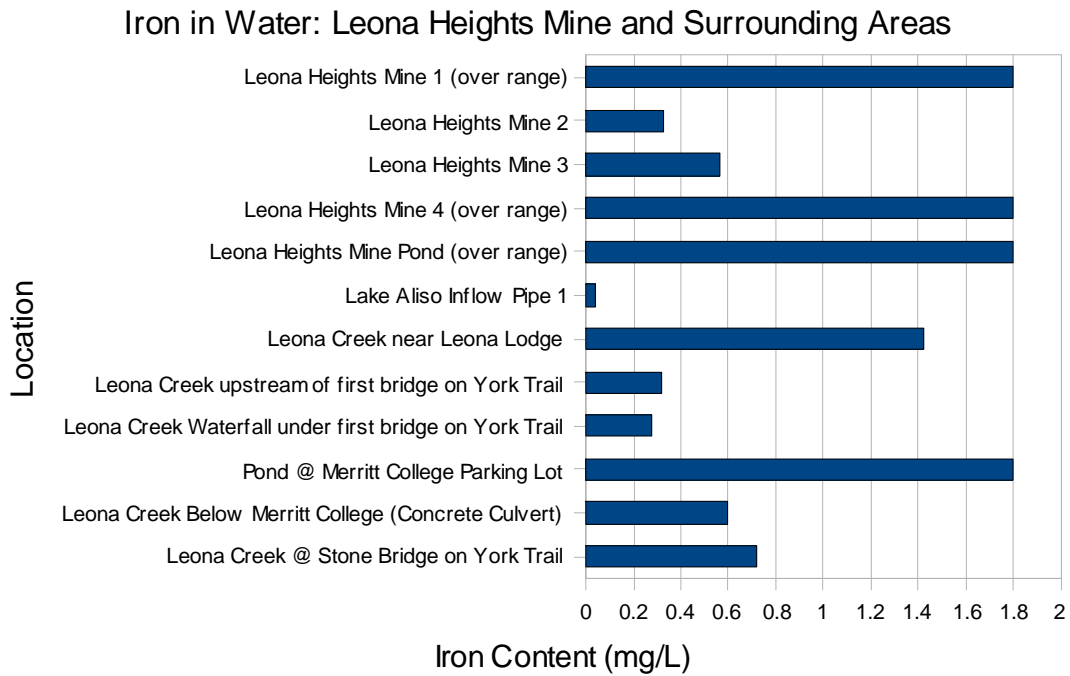 Iron in Water: Leona Heights Mine and Surrounding Areas
Leona Heights Mine 1 (over range)
Leona Heights Mine 2
Leona Heights Mine 3
Leona Heights Mine 4 (over range)
Leona Heights Mine Pond (over range)
Lake Aliso Inflow Pipe 1
Leona Creek near Leona Lodge
Leona Creek upstream of first bridge on York Trail
Leona Creek Waterfall under first bridge on York Trail
Pond @ Merritt College Parking Lot
Leona Creek Below Merritt College (Concrete Culvert)
Leona Creek @ Stone Bridge on York Trail
Location
0 0.2 0.4 0.6 0.8 1 1.2 1.4 1.6 1.8 2
Iron Content (mg/L)